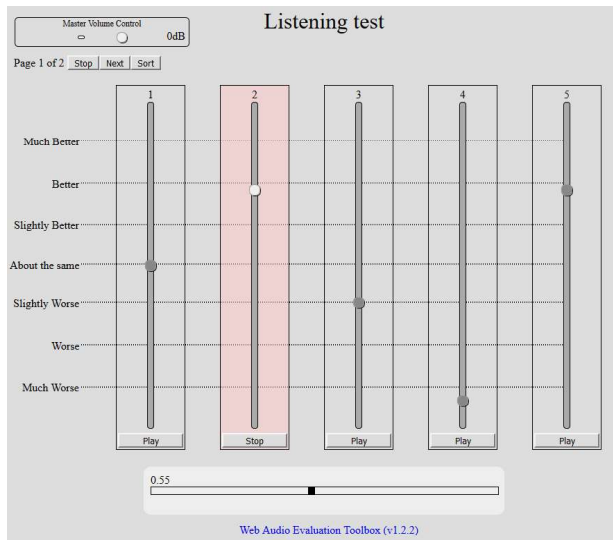 Master Volume Control
0dB
Listening test
Page 1 of 2 Stop Next Sort
1 2 3 4 5
Much Better
Better
Slightly Better
About the same
Slightly Worse
Worse
Much Worse
Play Stop Play Play Play
0.55
Web Audio Evaluation Toolbox (v1.2.2)